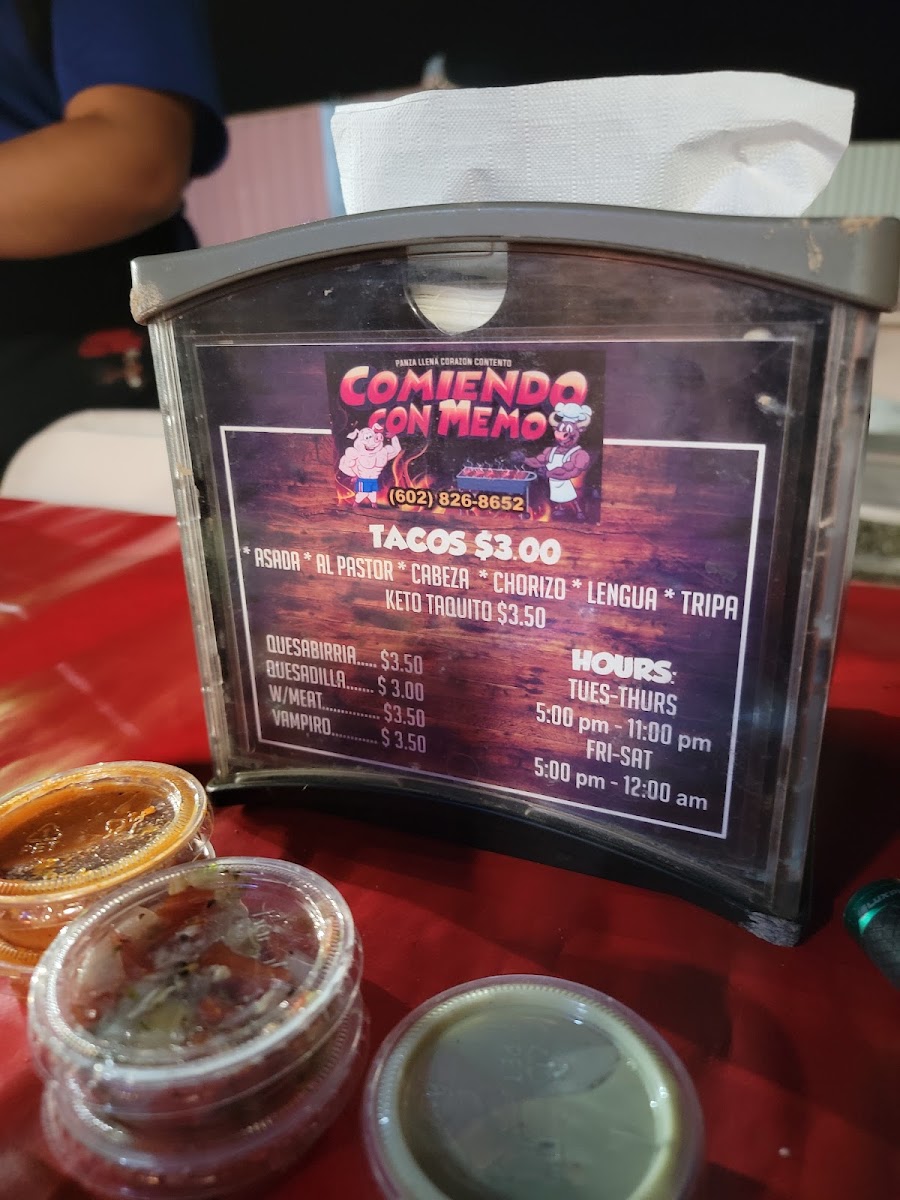 PANZA LLENA CORAZON CONTENTO
COMIENDO
CON MEMO
(602) 826-8652
TACOS $3.00
* ASADA * AL PASTOR * CABEZA * CHORIZO * LENGUA * TRIPA
KETO TAQUITO $3.50
QUESABIRRIA..... $3.50
QUESADILLA....... $ 3.00
W/MEAT............... $3.50
VAMPIRO............ $ 3.50
HOURS:
TUES-THURS
5:00 pm - 11:00 pm
FRI-SAT
5:00 pm - 12:00 am